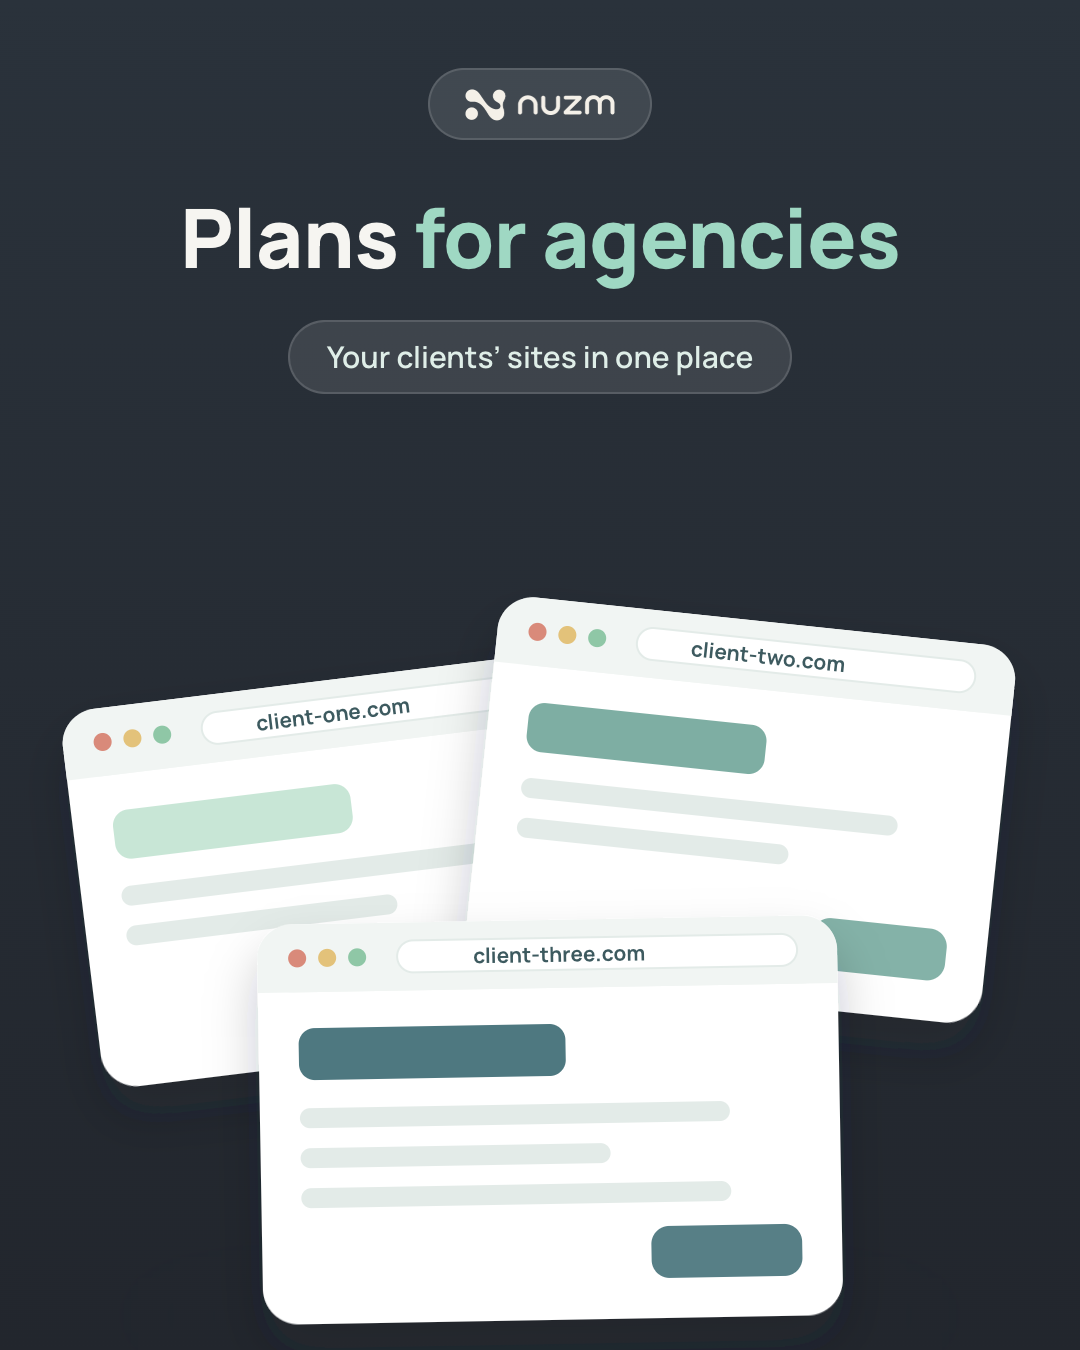 nuzm
Plans for agencies
Your clients’ sites in one place
client-one.com
client-two.com
client-three.com